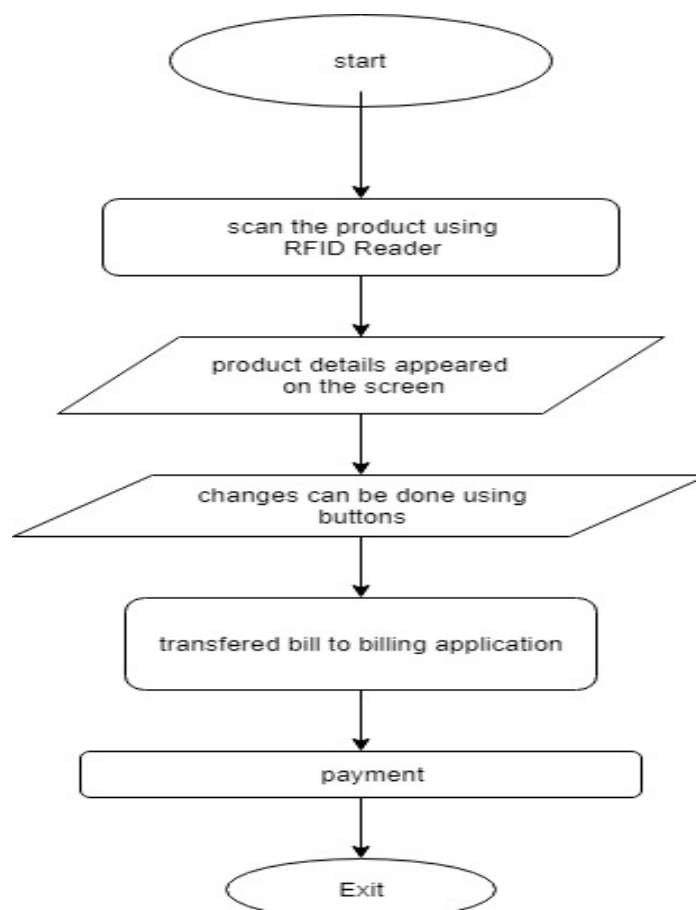 start
scan the product using
RFID Reader
product details appeared
on the screen
changes can be done using
buttons
transfered bill to billing application
payment
Exit